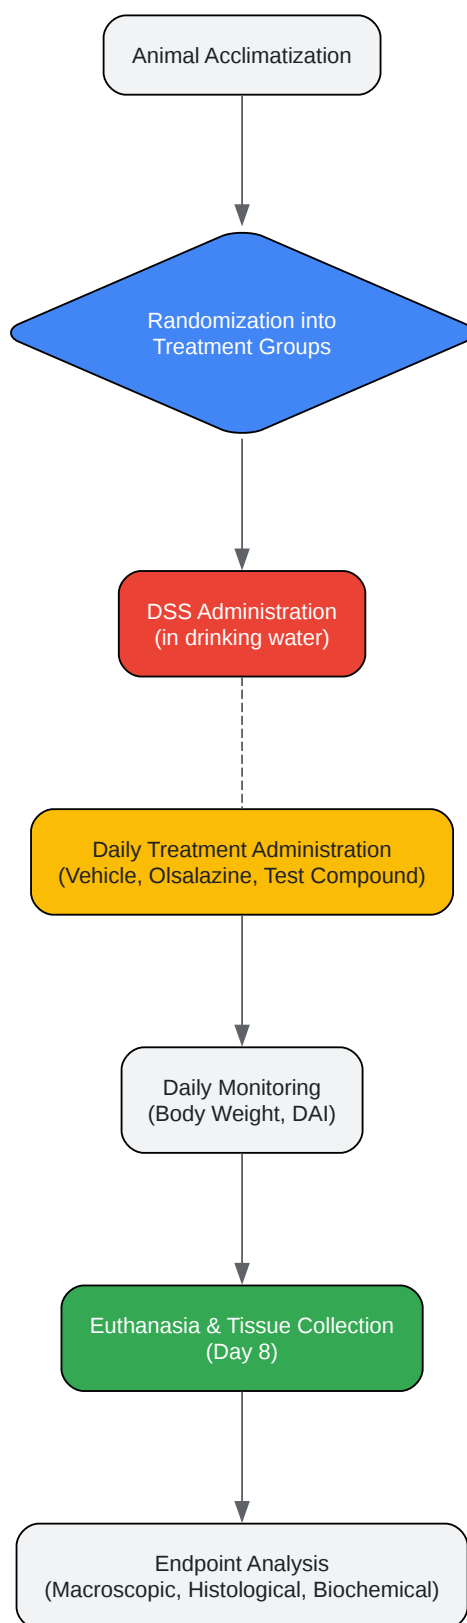 Animal Acclimatization
Randomization into
Treatment Groups
DSS Administration
(in drinking water)
Daily Treatment Administration
(Vehicle, Olsalazine, Test Compound)
Daily Monitoring
(Body Weight, DAI)
Euthanasia & Tissue Collection
(Day 8)
Endpoint Analysis
(Macroscopic, Histological, Biochemical)